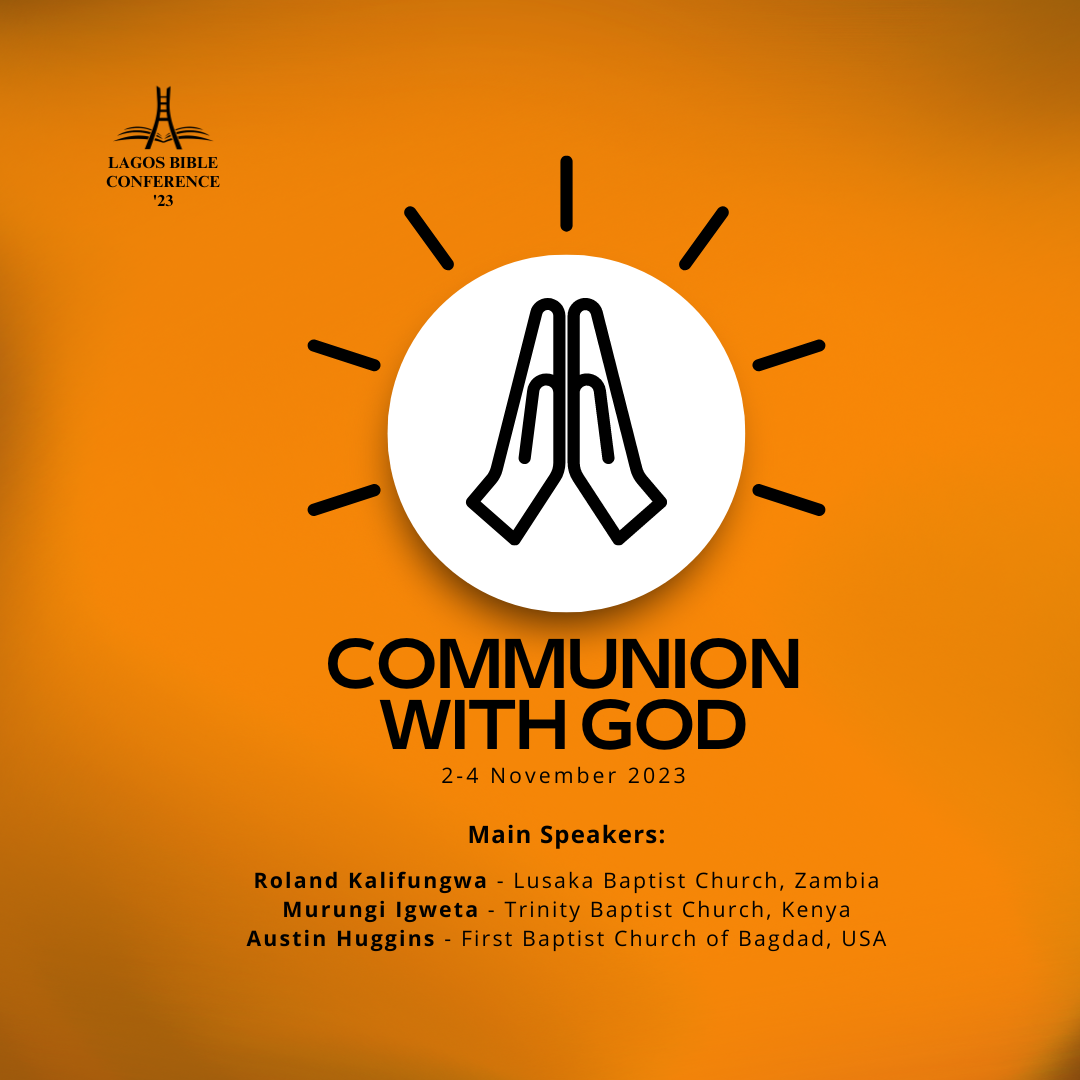 LAGOS BIBLE
CONFERENCE
'23
COMMUNION
WITH GOD
2-4 November 2023
Main Speakers:
Roland Kalifungwa - Lusaka Baptist Church, Zambia
Murungi Igweta - Trinity Baptist Church, Kenya
Austin Huggins - First Baptist Church of Bagdad, USA